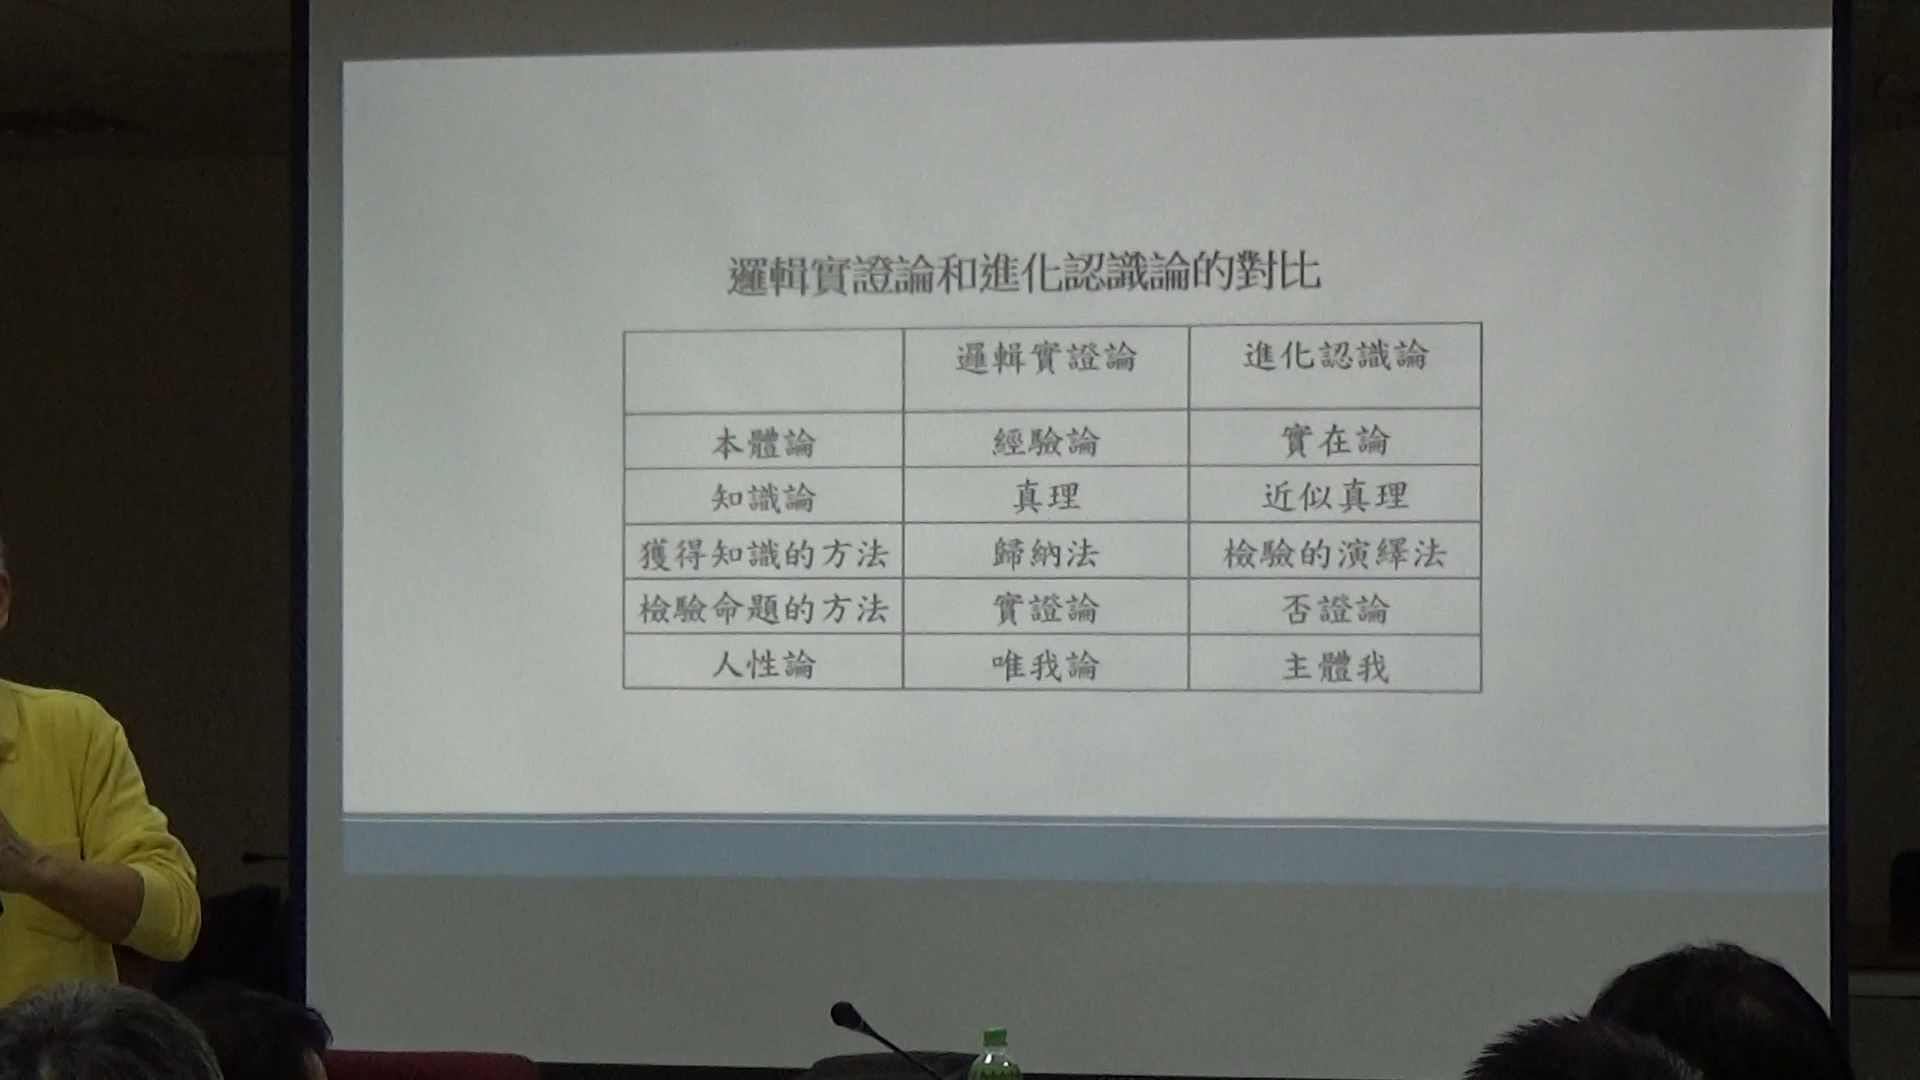 邏輯實證論和進化認識論的對比
邏輯實證論 進化認識論
本體論 經驗論 實在論
知識論 真理 近似真理
獲得知識的方法 歸納法 檢驗的演繹法
檢驗命題的方法 實證論 否證論
人性論 唯我論 主體我